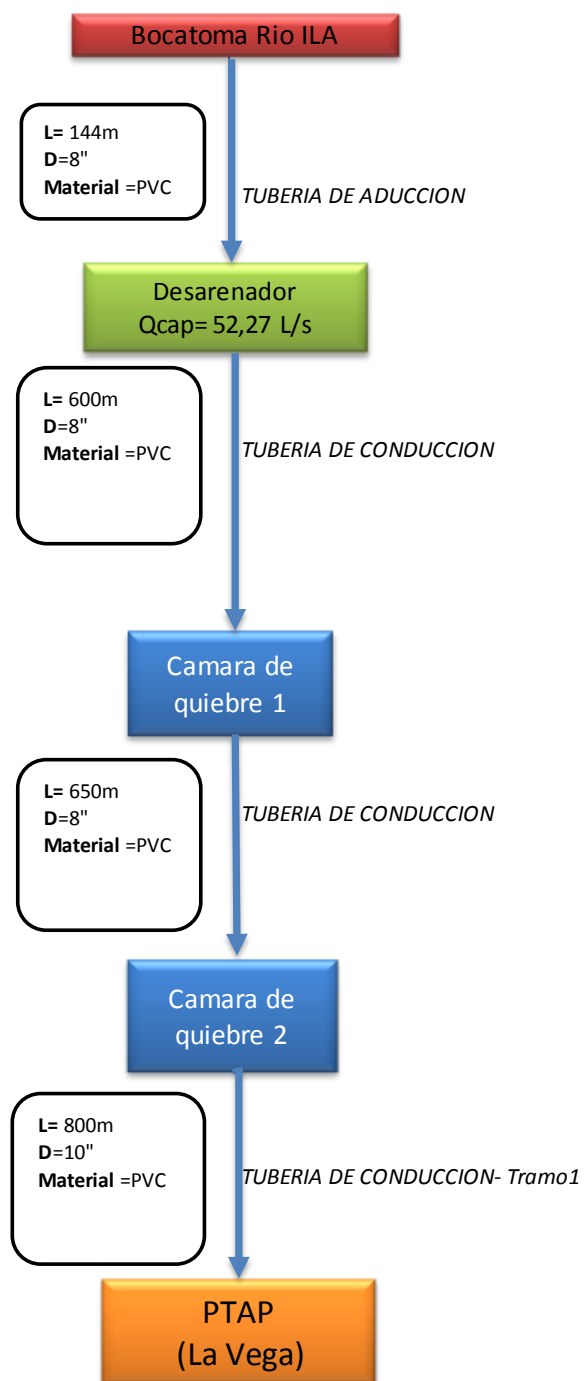 Bocatoma Rio ILA
L= 144m
D=8"
Material =PVC
TUBERIA DE ADUCCION
Desarenador
Qcap= 52,27 L/s
L= 600m
D=8"
Material =PVC
TUBERIA DE CONDUCCION
Camara de
quiebre 1
L= 650m
D=8"
Material =PVC
TUBERIA DE CONDUCCION
Camara de
quiebre 2
L= 800m
D=10"
Material =PVC
TUBERIA DE CONDUCCION- Tramo1
PTAP
(La Vega)